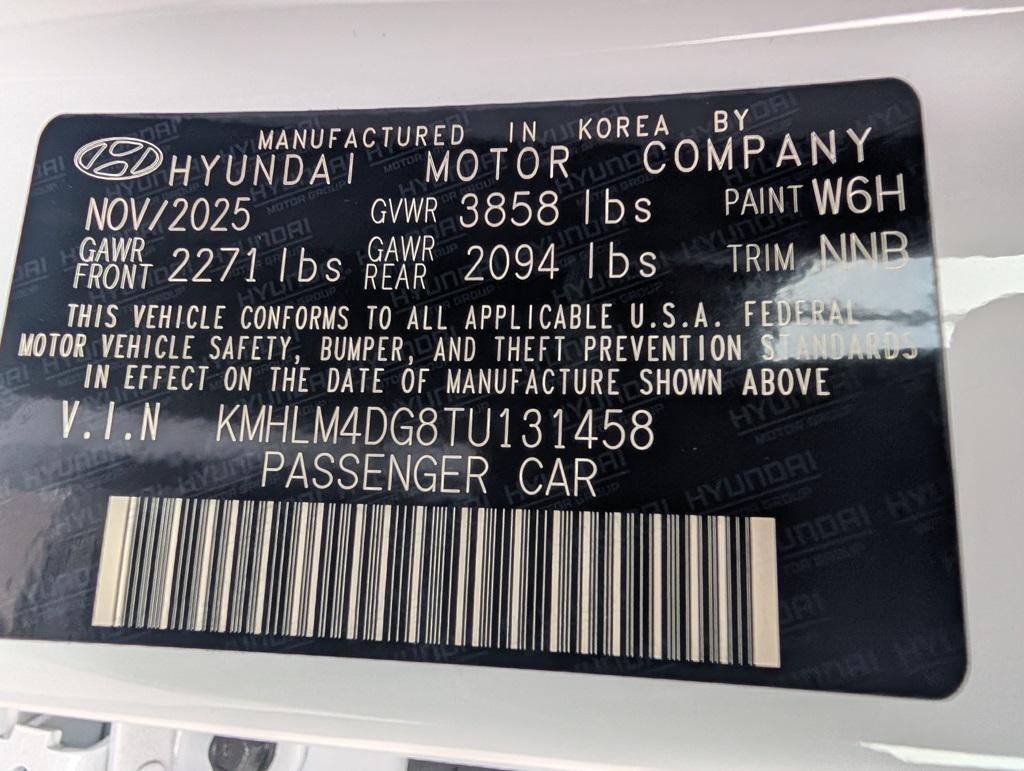 MANUFACTURED IN KOREA BY
HYUNDAI MOTOR COMPANY
NOV/2025 GVWR 3858 lbs PAINT W6H
GAWR FRONT 2271 lbs GAWR REAR 2094 lbs TRIM NNB
THIS VEHICLE CONFORMS TO ALL APPLICABLE U.S.A. FEDERAL
MOTOR VEHICLE SAFETY, BUMPER, AND THEFT PREVENTION STANDARDS
IN EFFECT ON THE DATE OF MANUFACTURE SHOWN ABOVE
V.I.N KMHLM4DG8TU131458
PASSENGER CAR